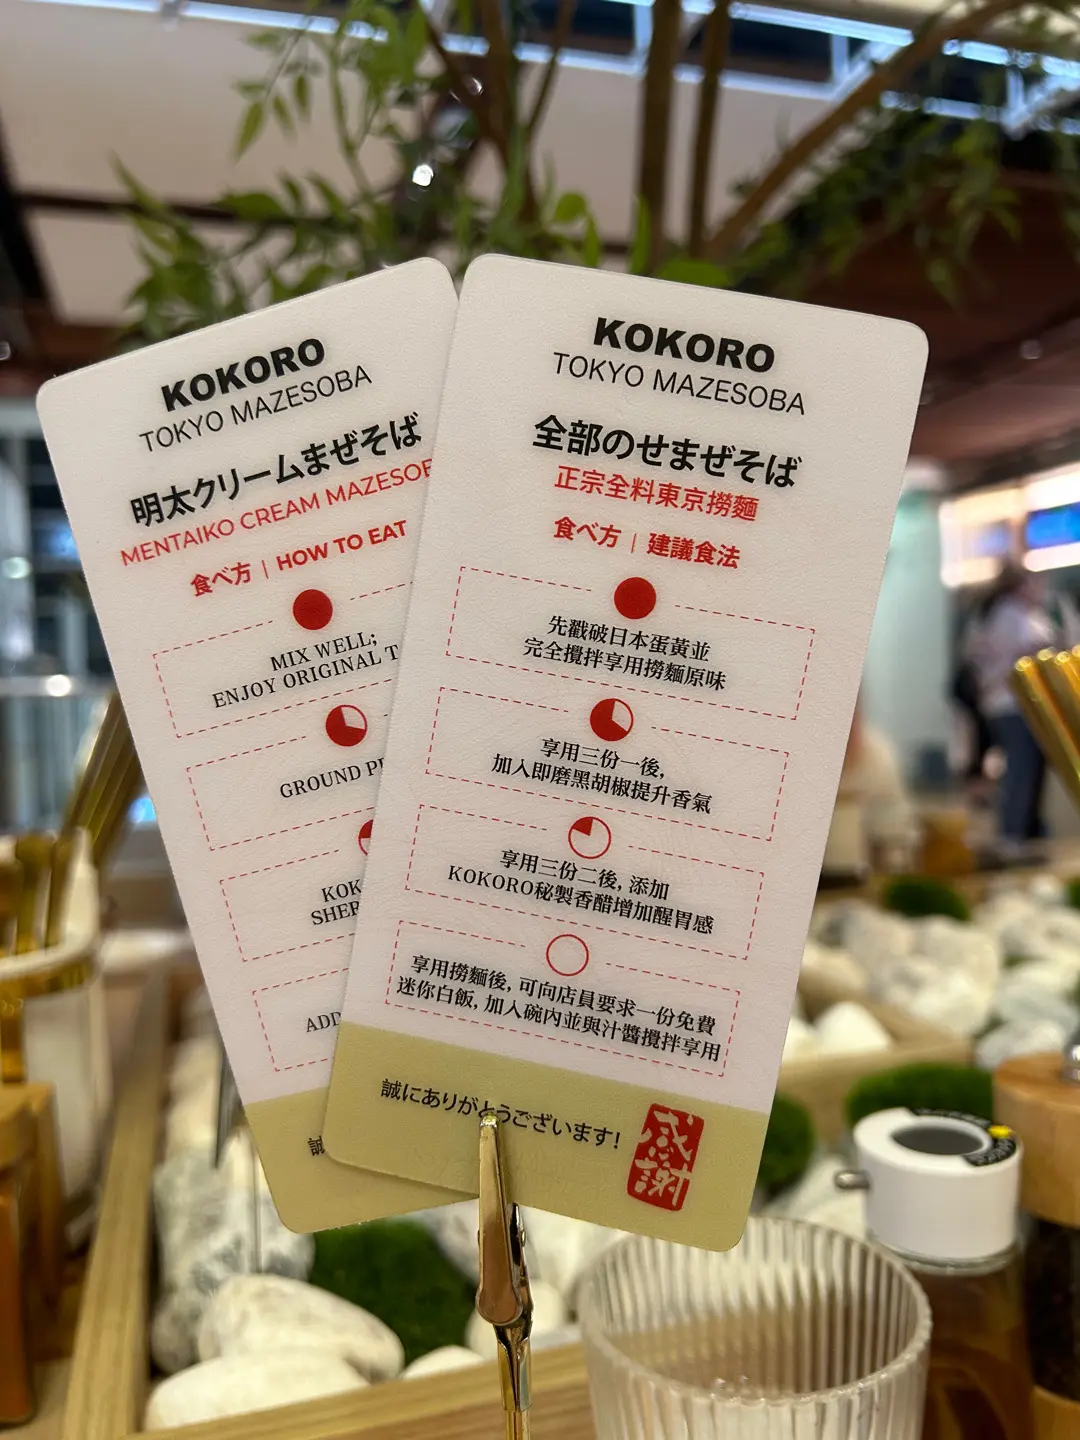 KOKORO
TOKYO MAZESOBA
明太クリームまぜそば
MENTAIKO CREAM
食べ方 | HOW TO EAT
MIX WELL;
ENJOY ORIGINAL
GROUND
ADD
誠
KOKORO
TOKYO MAZESOBA
全部のせまぜそば
正宗全料東京撈麵
食べ方 | 建議食法
先戳破日本蛋黃並
完全攪拌享用撈麵原味
享用三份一後,
加入即磨黑胡椒提升香氣
享用三份二後, 添加
KOKORO秘製香醋增加醒胃感
享用撈麵後, 可向店員要求一份免費
迷你白飯, 加入碗內並與汁醬攪拌享用
誠にありがとうございます!
感謝